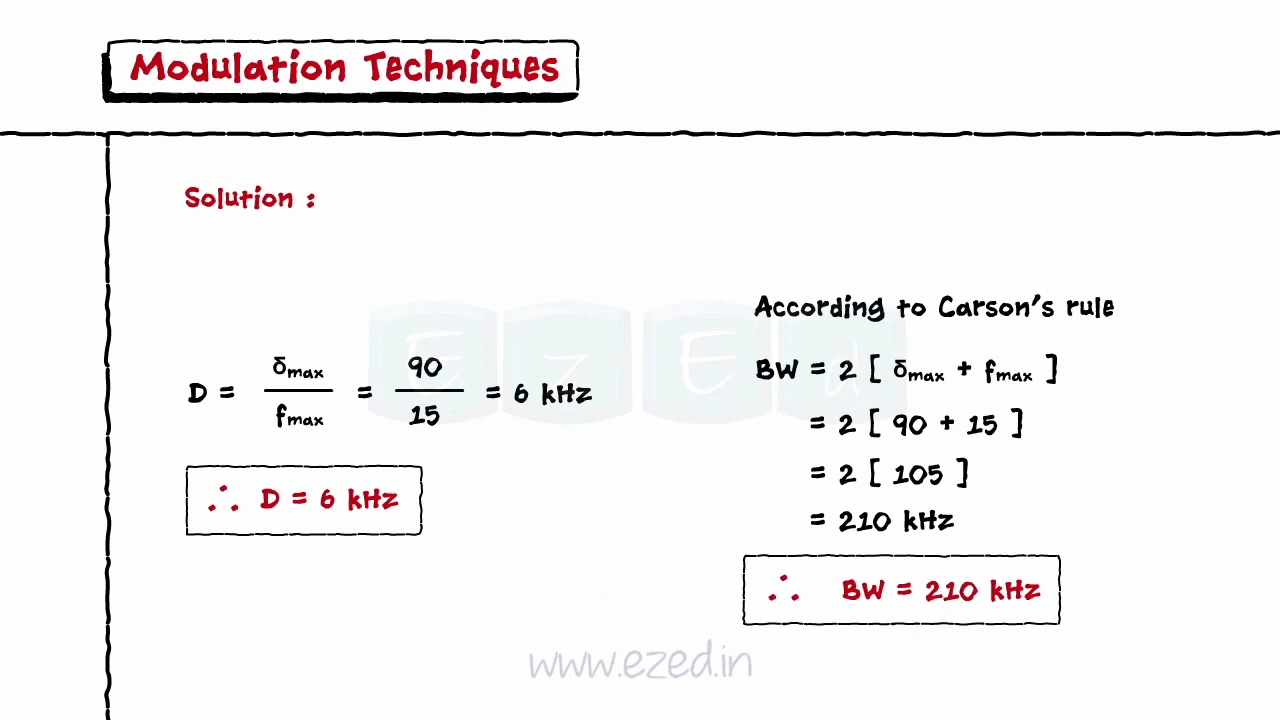 Modulation Techniques
Solution :
D = δmax / fmax = 90 / 15 = 6 kHz
∴ D = 6 kHz
According to Carson's rule
BW = 2 [ δmax + fmax ]
= 2 [ 90 + 15 ]
= 2 [ 105 ]
= 210 kHz
∴ BW = 210 kHz
EzEd
www.ezed.in